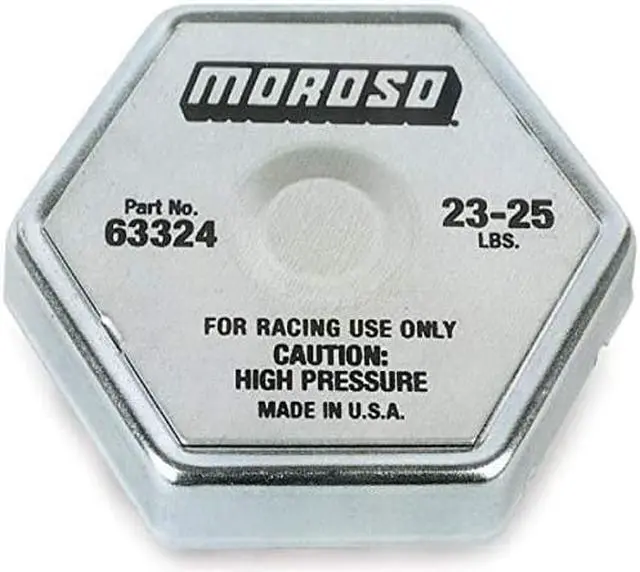 MOROSO
Part No.
63324
23-25
LBS.
FOR RACING USE ONLY
CAUTION:
HIGH PRESSURE
MADE IN U.S.A.